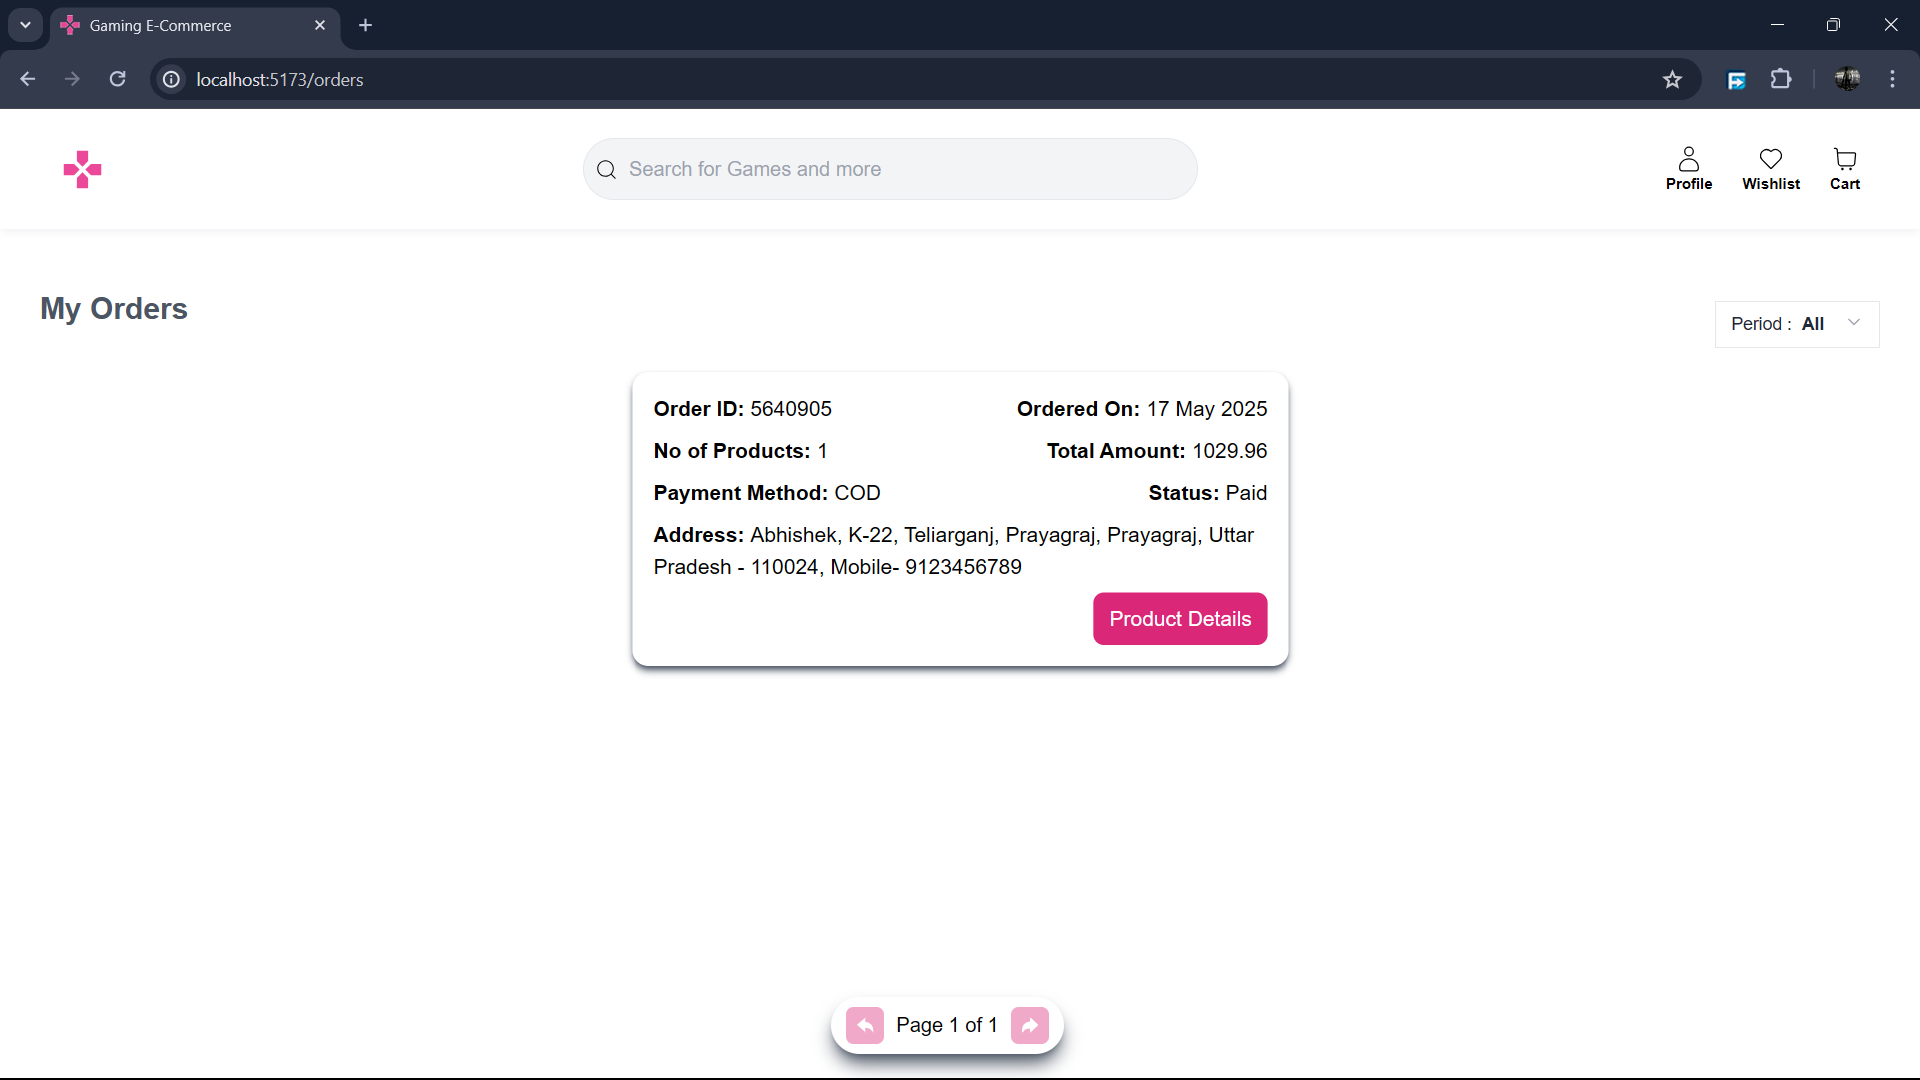 Gaming E-Commerce
localhost:5173/orders
Search for Games and more
Profile
Wishlist
Cart
My Orders
Period : All
Order ID: 5640905
Ordered On: 17 May 2025
No of Products: 1
Total Amount: 1029.96
Payment Method: COD
Status: Paid
Address: Abhishek, K-22, Teliarganj, Prayagraj, Prayagraj, Uttar
Pradesh - 110024, Mobile- 9123456789
Product Details
Page 1 of 1